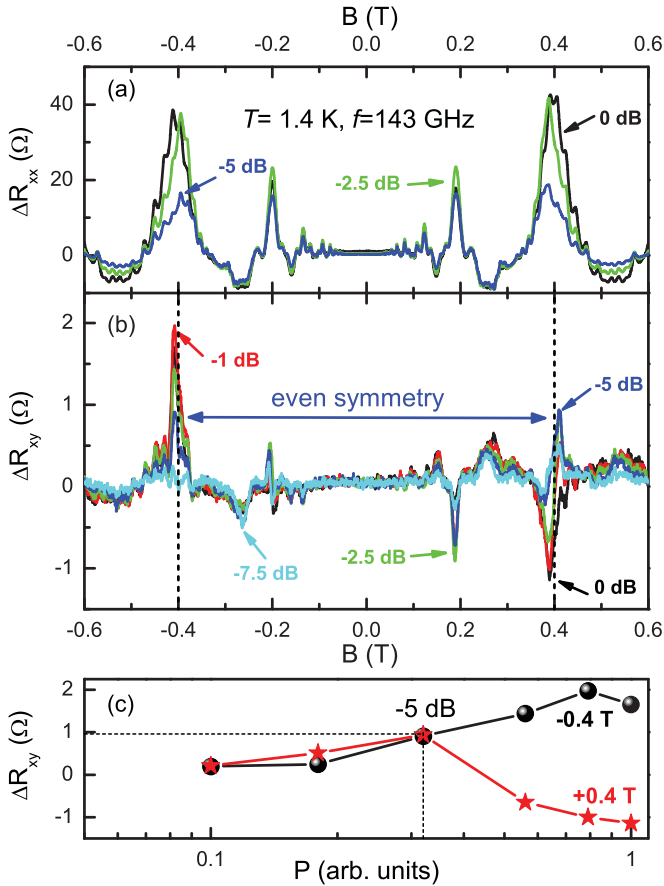 B (T)
-0.6 -0.4 -0.2 0.0 0.2 0.4 0.6
(a)
T= 1.4 K, f=143 GHz
0 dB
-5 dB
-2.5 dB
40
20
0
ΔRxx (Ω)
(b)
-1 dB
even symmetry
-5 dB
-7.5 dB
-2.5 dB
0 dB
2
1
0
-1
ΔRxy (Ω)
-0.6 -0.4 -0.2 0.0 0.2 0.4 0.6
B (T)
(c)
-5 dB
-0.4 T
+0.4 T
2
1
0
-1
ΔRxy (Ω)
0.1 1
P (arb. units)